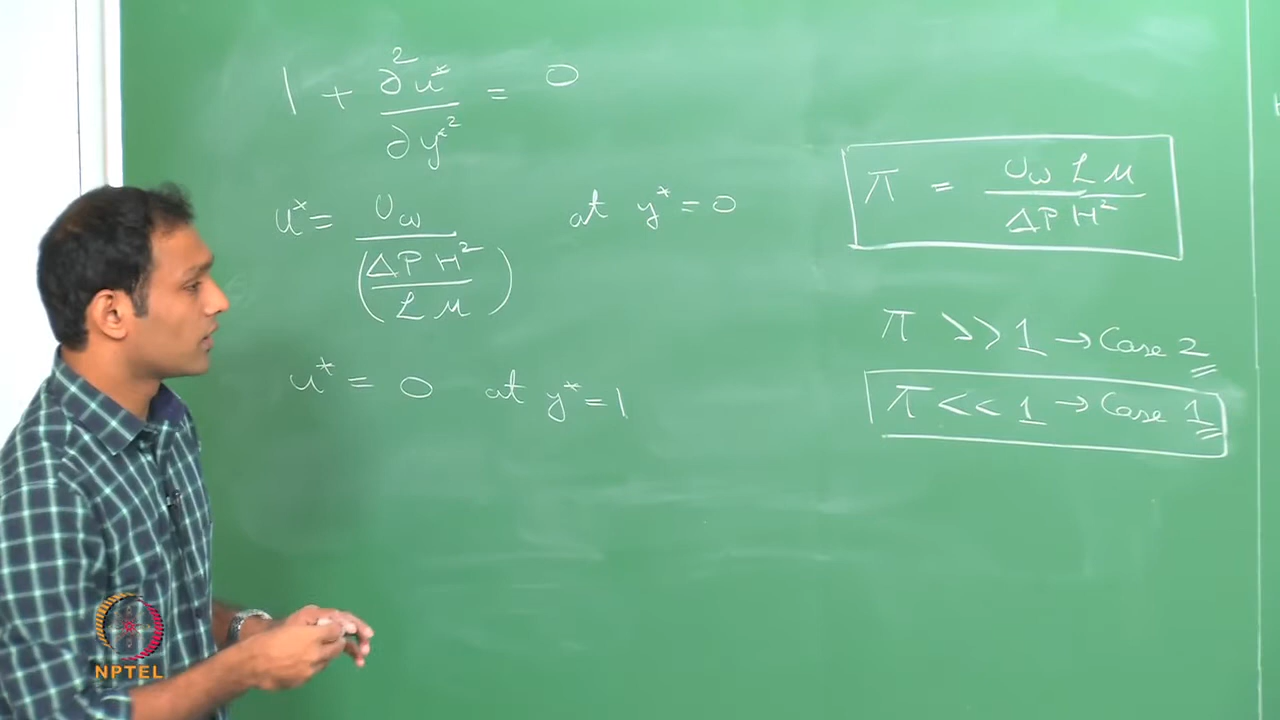 1 + ∂²u* / ∂y*² = 0
u* = U_w / (ΔP H² / L μ) at y* = 0
u* = 0 at y* = 1
π = U_w L μ / ΔP H²
π >> 1 → Case 2
π << 1 → Case 1
NPTEL